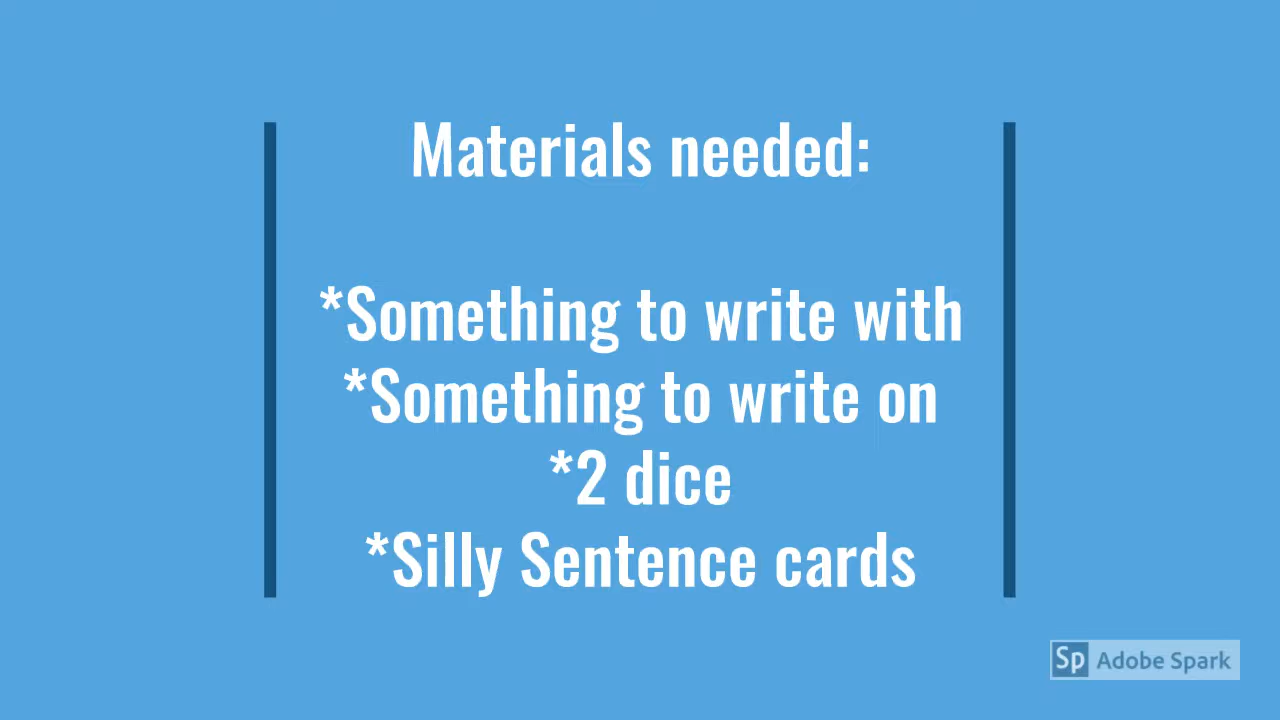 Materials needed:
*Something to write with
*Something to write on
*2 dice
*Silly Sentence cards
Sp Adobe Spark